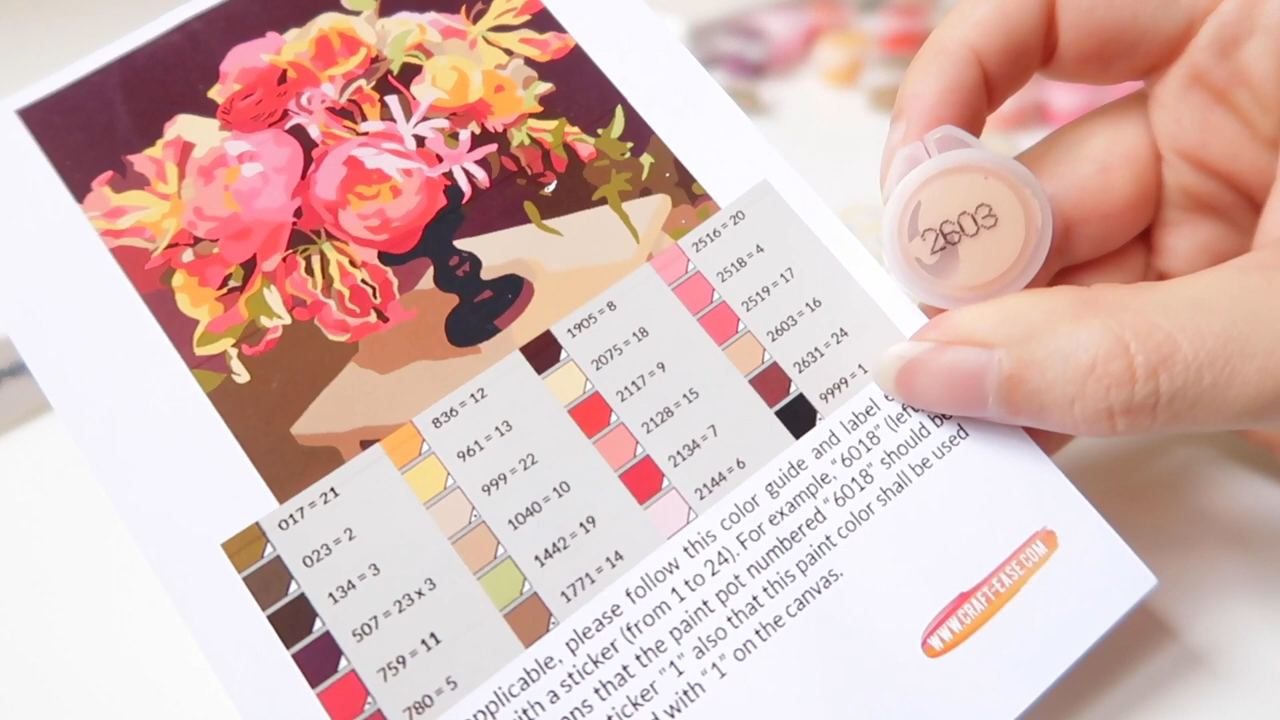 2603
017 = 21
023 = 2
134 = 3
507 = 23 x 3
759 = 11
780 = 5
836 = 12
961 = 13
999 = 22
1040 = 10
1442 = 19
1771 = 14
1905 = 8
2075 = 18
2117 = 9
2128 = 15
2134 = 7
2144 = 6
2516 = 20
2518 = 4
2519 = 17
2603 = 16
2631 = 24
9999 = 1
applicable, please follow this color guide and label
with a sticker (from 1 to 24). For example, "6018" (left
ons that the paint pot numbered "6018" should be
ticker "1" also that this paint color shall be used
d with "1" on the canvas.
WWW.CRAFT-EASE.COM